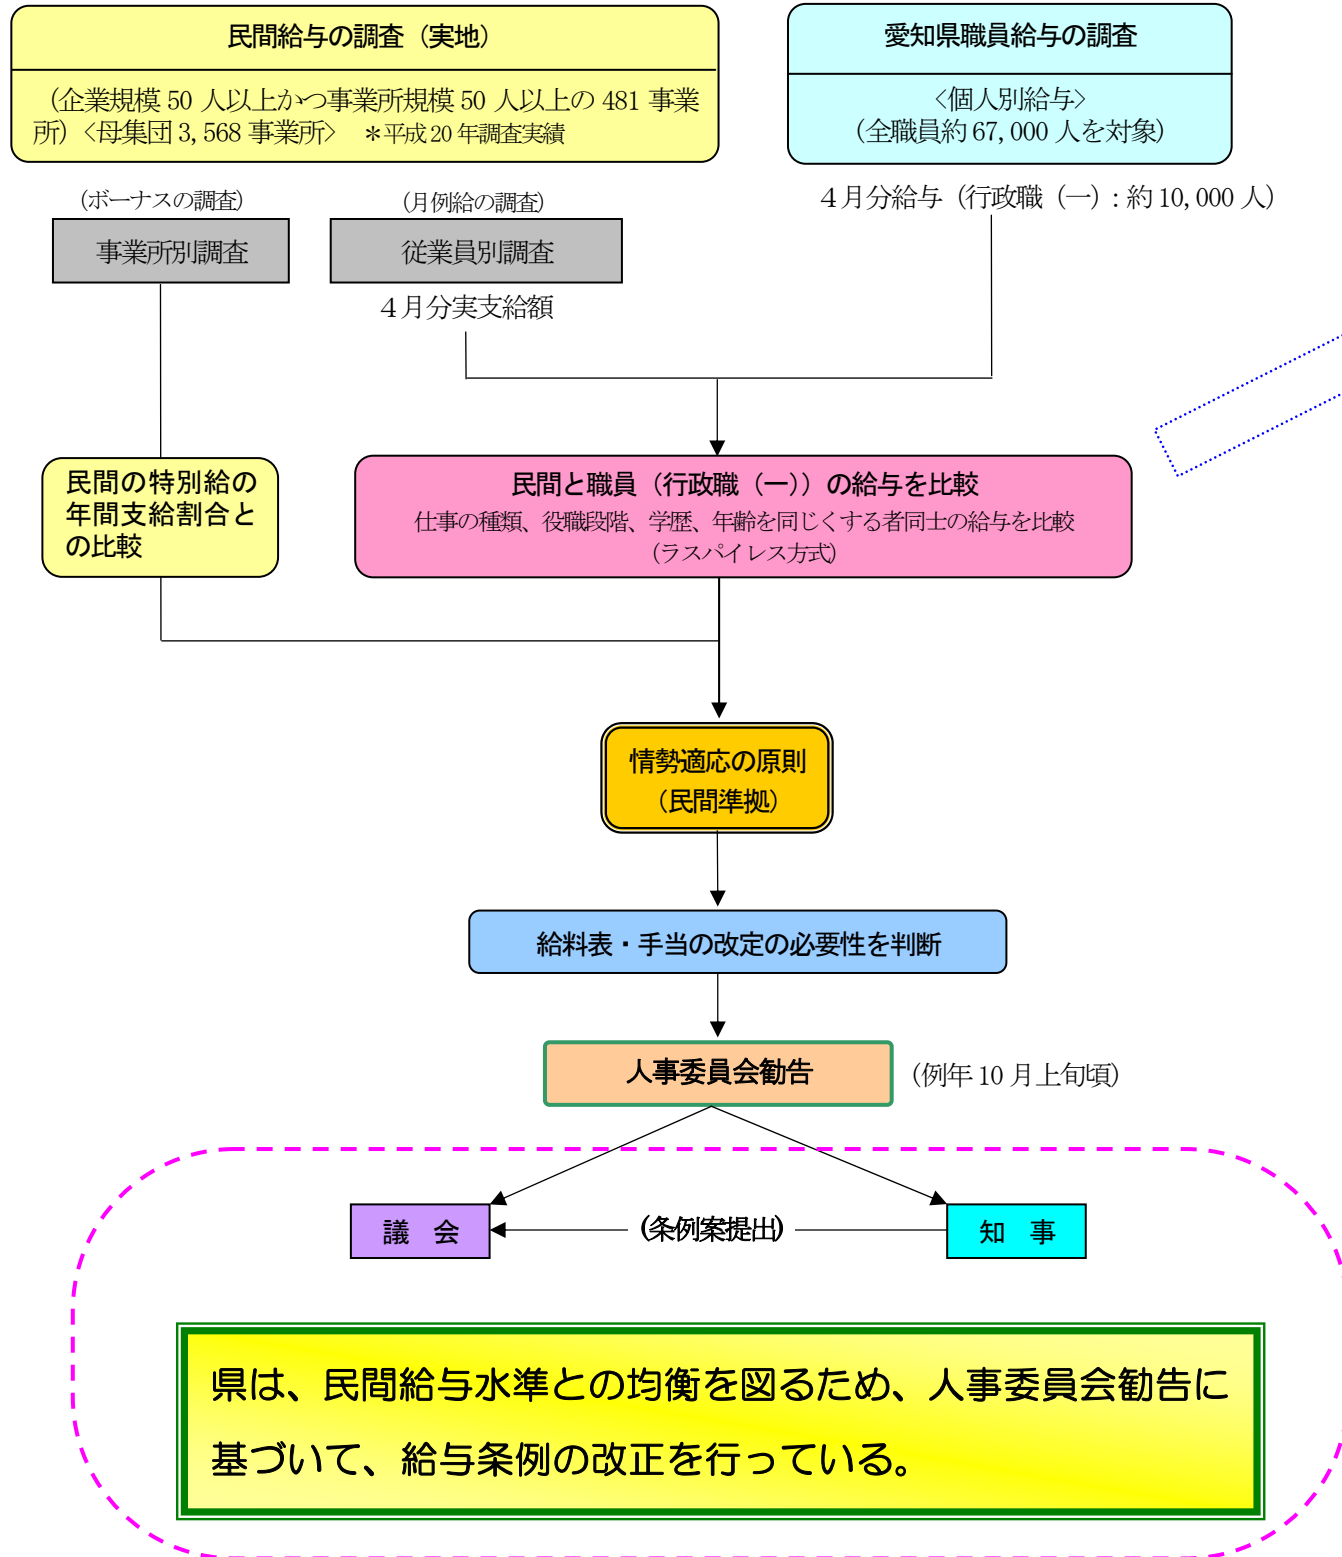 民間給与の調査（実地）
（企業規模 50 人以上かつ事業所規模 50 人以上の 481 事業
所）〈母集団 3,568 事業所〉　＊平成 20 年調査実績
愛知県職員給与の調査
〈個人別給与〉
（全職員約 67,000 人を対象）
（ボーナスの調査）
事業所別調査
（月例給の調査）
従業員別調査
４月分実支給額
４月分給与（行政職（一）：約 10,000 人）
民間の特別給の
年間支給割合と
の比較
民間と職員（行政職（一））の給与を比較
仕事の種類、役職段階、学歴、年齢を同じくする者同士の給与を比較
（ラスパイレス方式）
情勢適応の原則
（民間準拠）
給料表・手当の改定の必要性を判断
人事委員会勧告
（例年 10 月上旬頃）
議　会
（条例案提出）
知　事
県は、民間給与水準との均衡を図るため、人事委員会勧告に
基づいて、給与条例の改正を行っている。